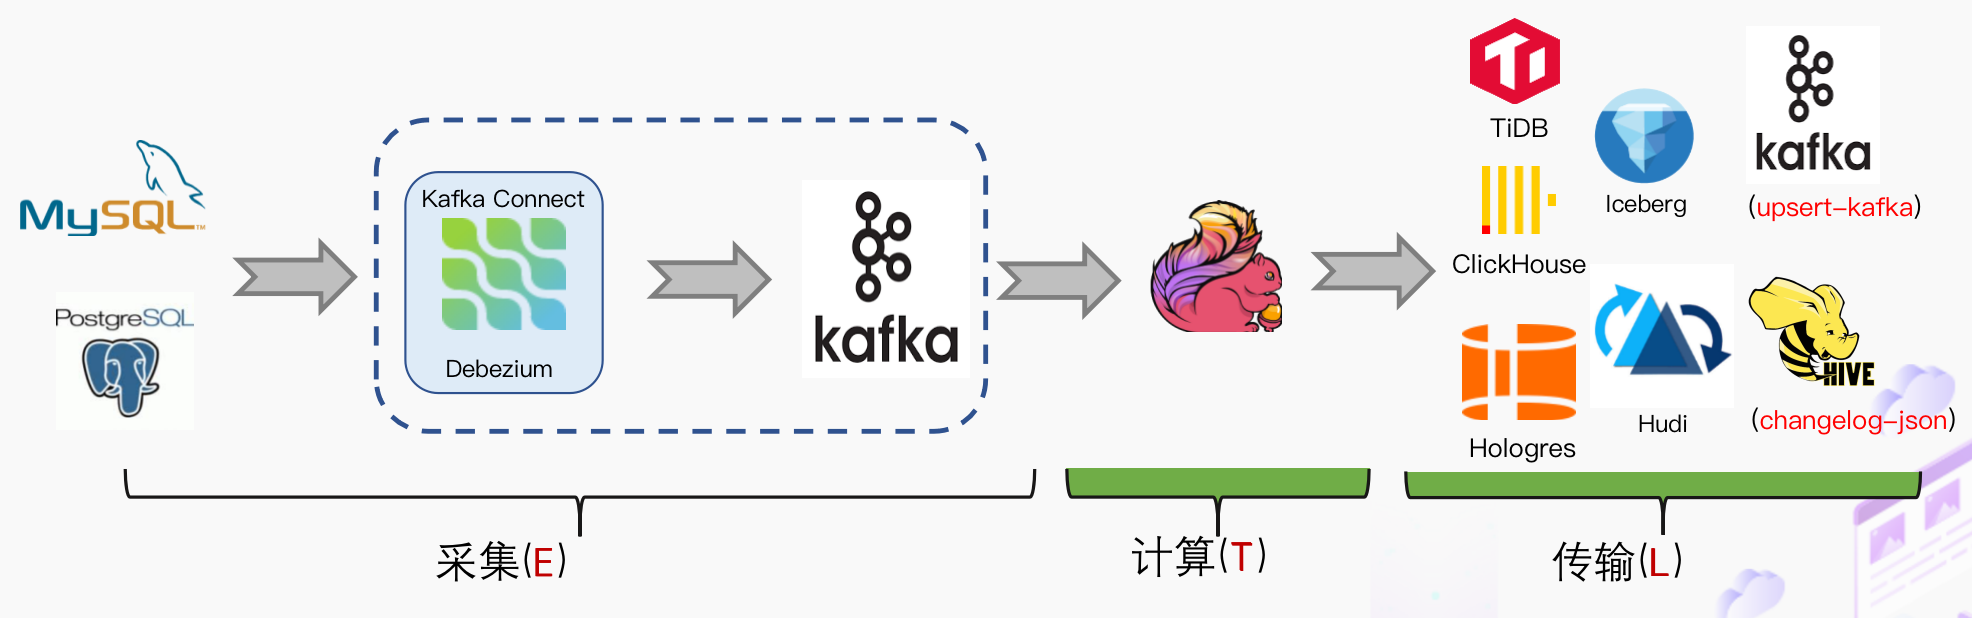 MySQL™
PostgreSQL
Kafka Connect
Debezium
kafka
TiDB
ClickHouse
Hologres
Iceberg
Hudi
kafka
(upsert-kafka)
HIVE
(changelog-json)
采集(E)
计算(T)
传输(L)